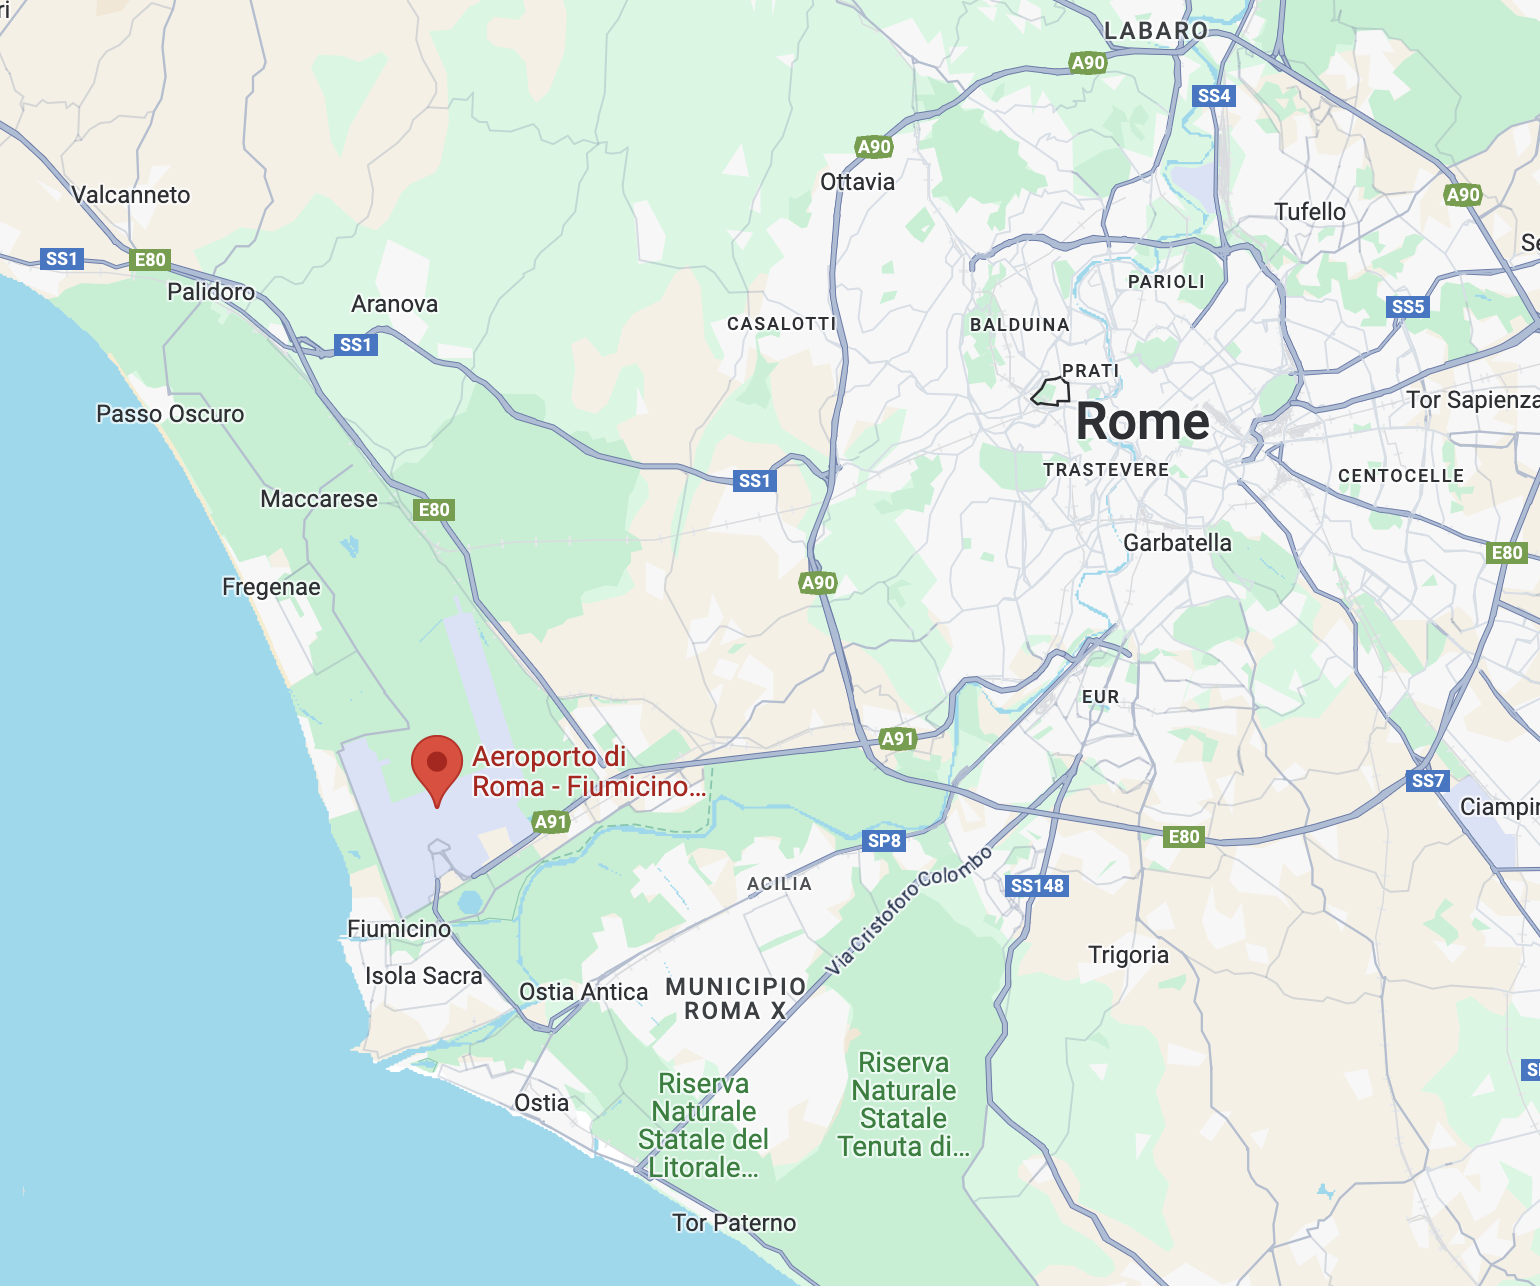 LABARO
A90
SS4
A90
Ottavia
Valcanneto
A90
Tufello
SS1
E80
Palidoro
Aranova
PARIOLI
SS5
CASALOTTI
BALDUINA
SS1
PRATI
Passo Oscuro
Rome
Tor Sapienza
TRASTEVERE
CENTOCELLE
SS1
Maccarese
E80
Garbatella
E80
Fregenae
A90
EUR
A91
Aeroporto di
Roma - Fiumicino...
SS7
Ciampin
A91
SP8
E80
ACILIA
Via Cristoforo Colombo
SS148
Fiumicino
Isola Sacra
Trigoria
Ostia Antica
MUNICIPIO
ROMA X
Riserva
Naturale
Statale
Tenuta di...
Riserva
Naturale
Statale del
Litorale...
Ostia
Tor Paterno